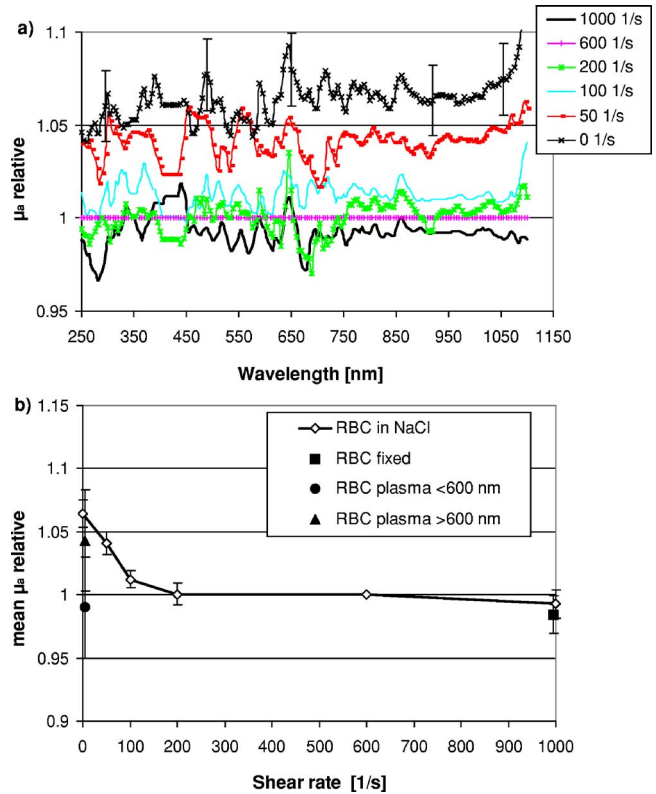 a)
1.1
1.05
1
0.95
µa relative
250 350 450 550 650 750 850 950 1050 1150
Wavelength [nm]
1000 1/s
600 1/s
200 1/s
100 1/s
50 1/s
0 1/s
b)
1.15
1.1
1.05
1
0.95
0.9
mean µa relative
RBC in NaCl
RBC fixed
RBC plasma <600 nm
RBC plasma >600 nm
0 100 200 300 400 500 600 700 800 900 1000
Shear rate [1/s]